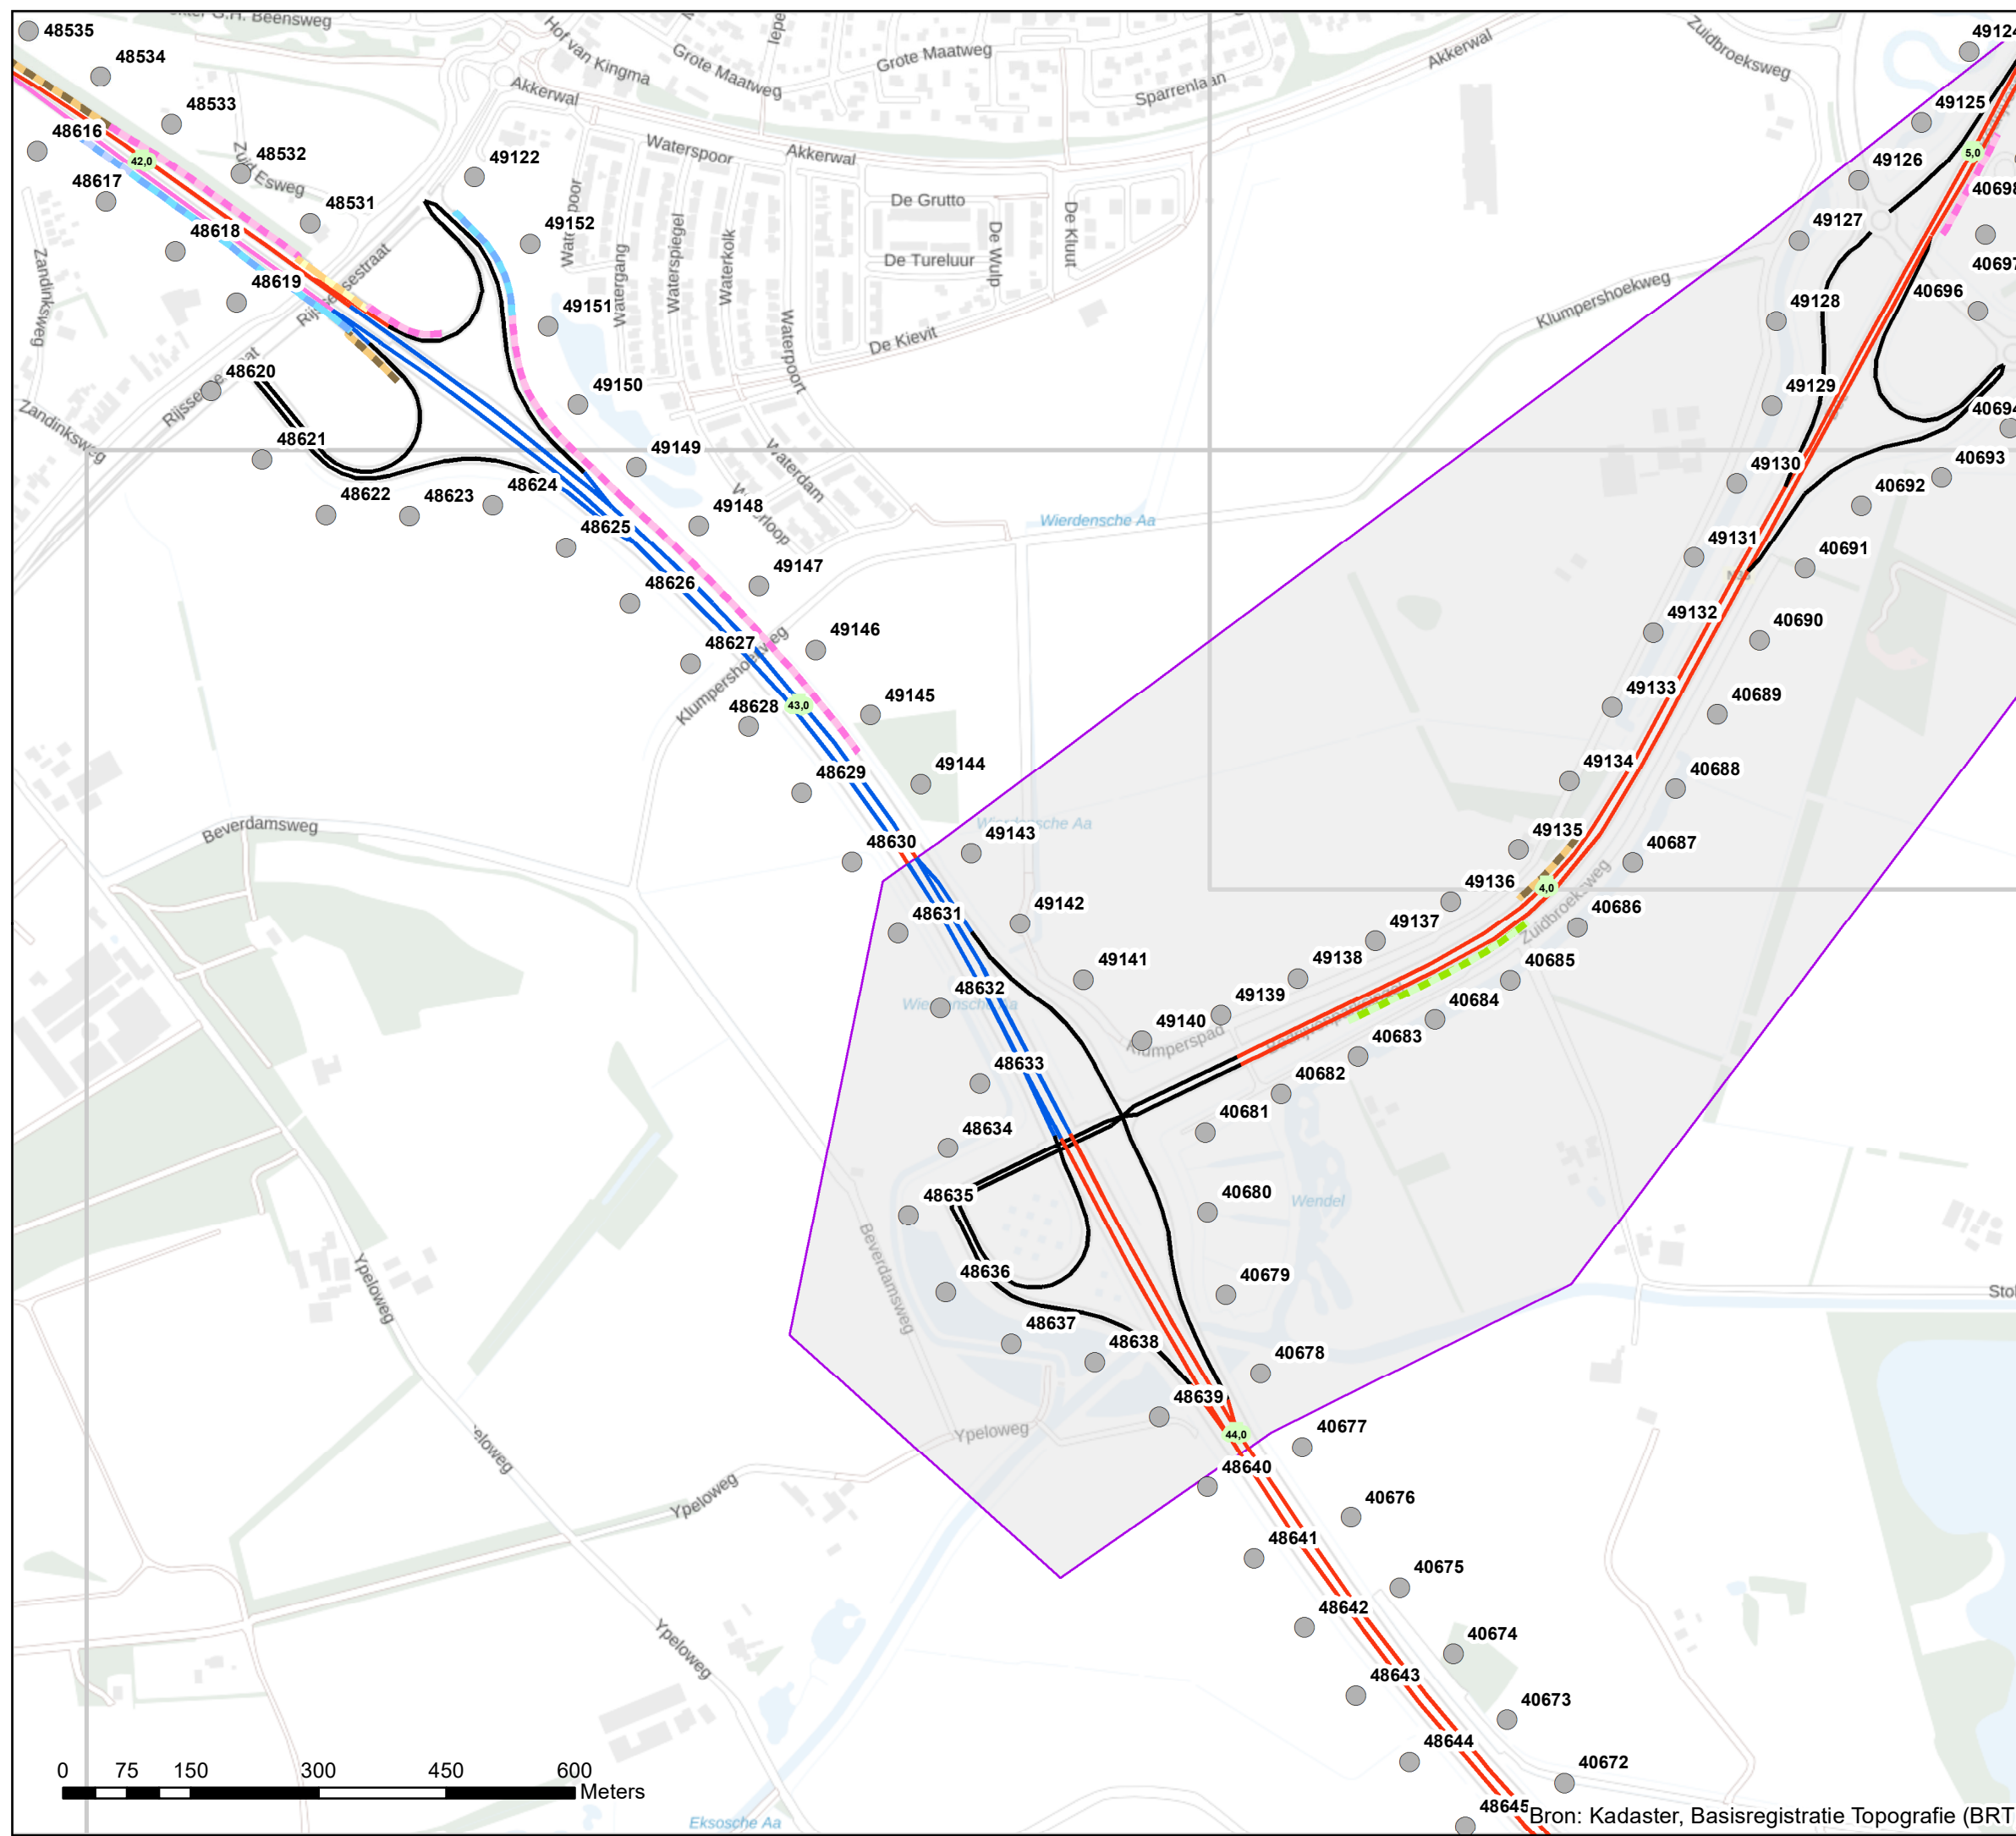 48535
48534
48533
48532
48531
48616
42,0
48617
48618
48619
48620
48621
48622
48623
48624
48625
48626
48627
48628
43,0
48629
48630
48631
48632
48633
48634
48635
48636
48637
48638
48639
44,0
48640
48641
48642
48643
48644
48645
49122
49152
49151
49150
49149
49148
49147
49146
49145
49144
49143
49142
49141
49140
49139
49138
49137
49136
49135
4,0
49134
49133
49132
49131
49130
49129
49128
49127
49126
49125
5,0
40697
40696
40693
40692
40691
40690
40689
40688
40687
40686
40685
40684
40683
40682
40681
40680
40679
40678
40677
40676
40675
40674
40673
40672
G.H. Beensweg
Hof van Kingma
Grote Maatweg
Grote Maatweg
Sparrenlaan
Akkerwal
Akkerwal
Akkerwal
Zuidbroeksweg
Zuid Esweg
Zandinksweg
Zandinksweg
Waterspoor
Watergang
Waterspiegel
Waterkolk
Waterpoort
Waterdam
De Grutto
De Tureluur
De Wulp
De Kluut
De Kievit
Klumpershoekweg
Klumpershoekweg
Wierdensche Aa
Wierdensche Aa
Wierdensche Aa
Klumperspad
Zuidbroeksweg
Wendel
Beverdamsweg
Beverdamsweg
Ypeloweg
Ypeloweg
Ypeloweg
Ypeloweg
Eksosche Aa
0 75 150 300 450 600
Meters
Bron: Kadaster, Basisregistratie Topografie (BRT